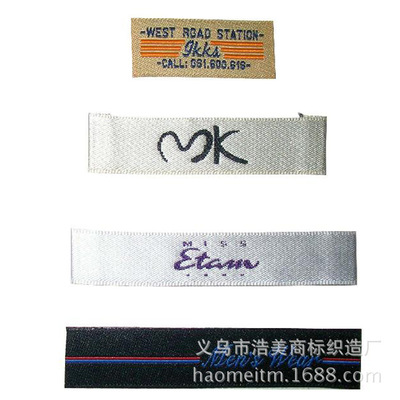 -WEST ROAD STATION-
Ikks
-CALL: 091.600.616-
MK
MISS
Etam
义乌市浩美商标织造厂
Men's Wear
haomeitm.1688.com